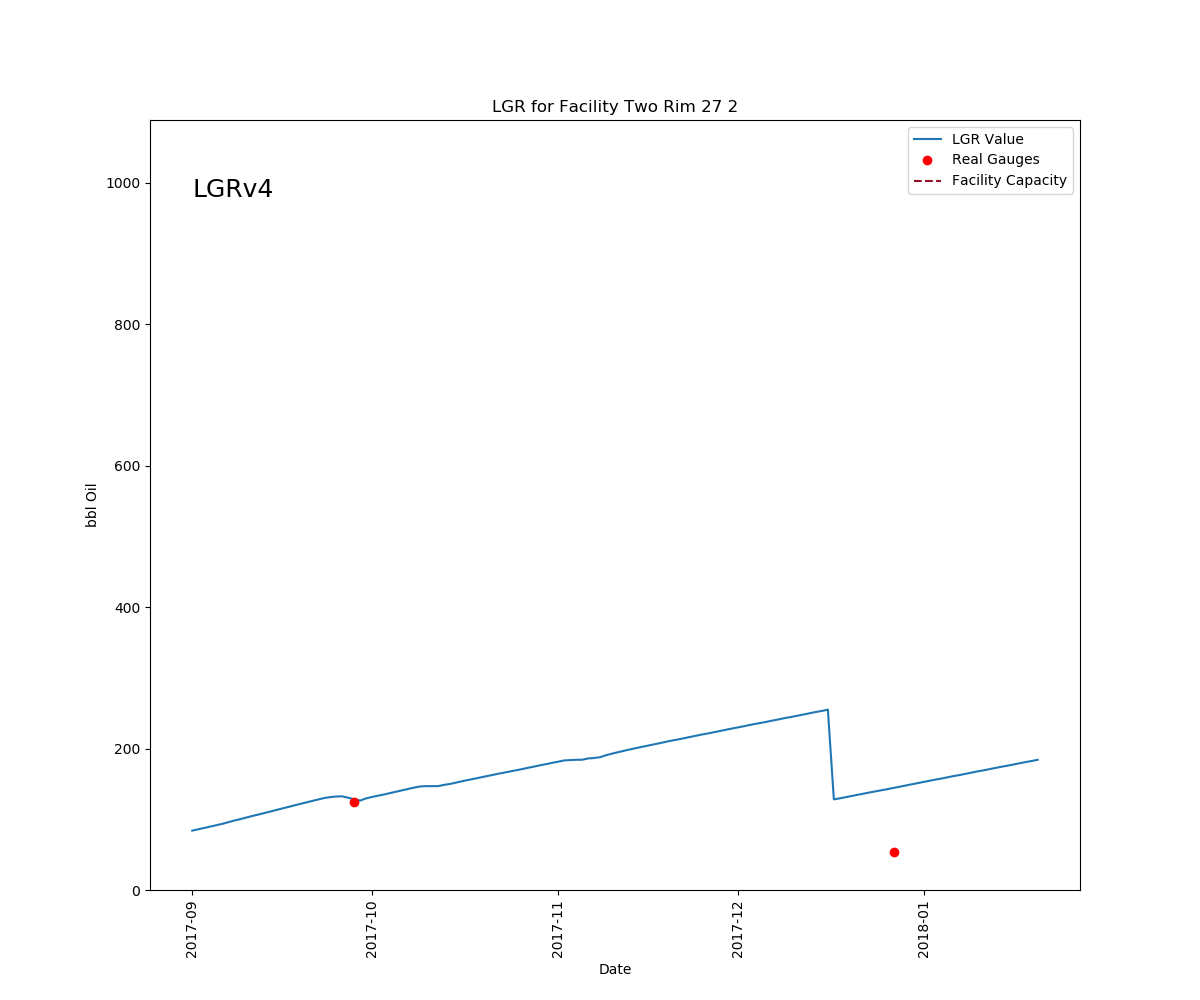 LGR for Facility Two Rim 27 2
LGRv4
LGR Value
Real Gauges
Facility Capacity
1000
800
600
400
200
0
bbl Oil
2017-09
2017-10
2017-11
2017-12
2018-01
Date